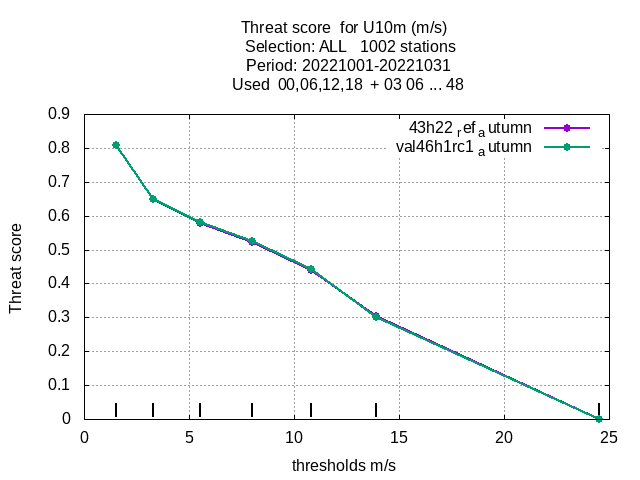 Threat score  for U10m (m/s)
Selection: ALL   1002 stations
Period: 20221001-20221031
Used  00,06,12,18  + 03 06 ... 48
43h22_ref_autumn
val46h1rc1_autumn
Threat score
0.9
0.8
0.7
0.6
0.5
0.4
0.3
0.2
0.1
0
0 5 10 15 20 25
thresholds m/s